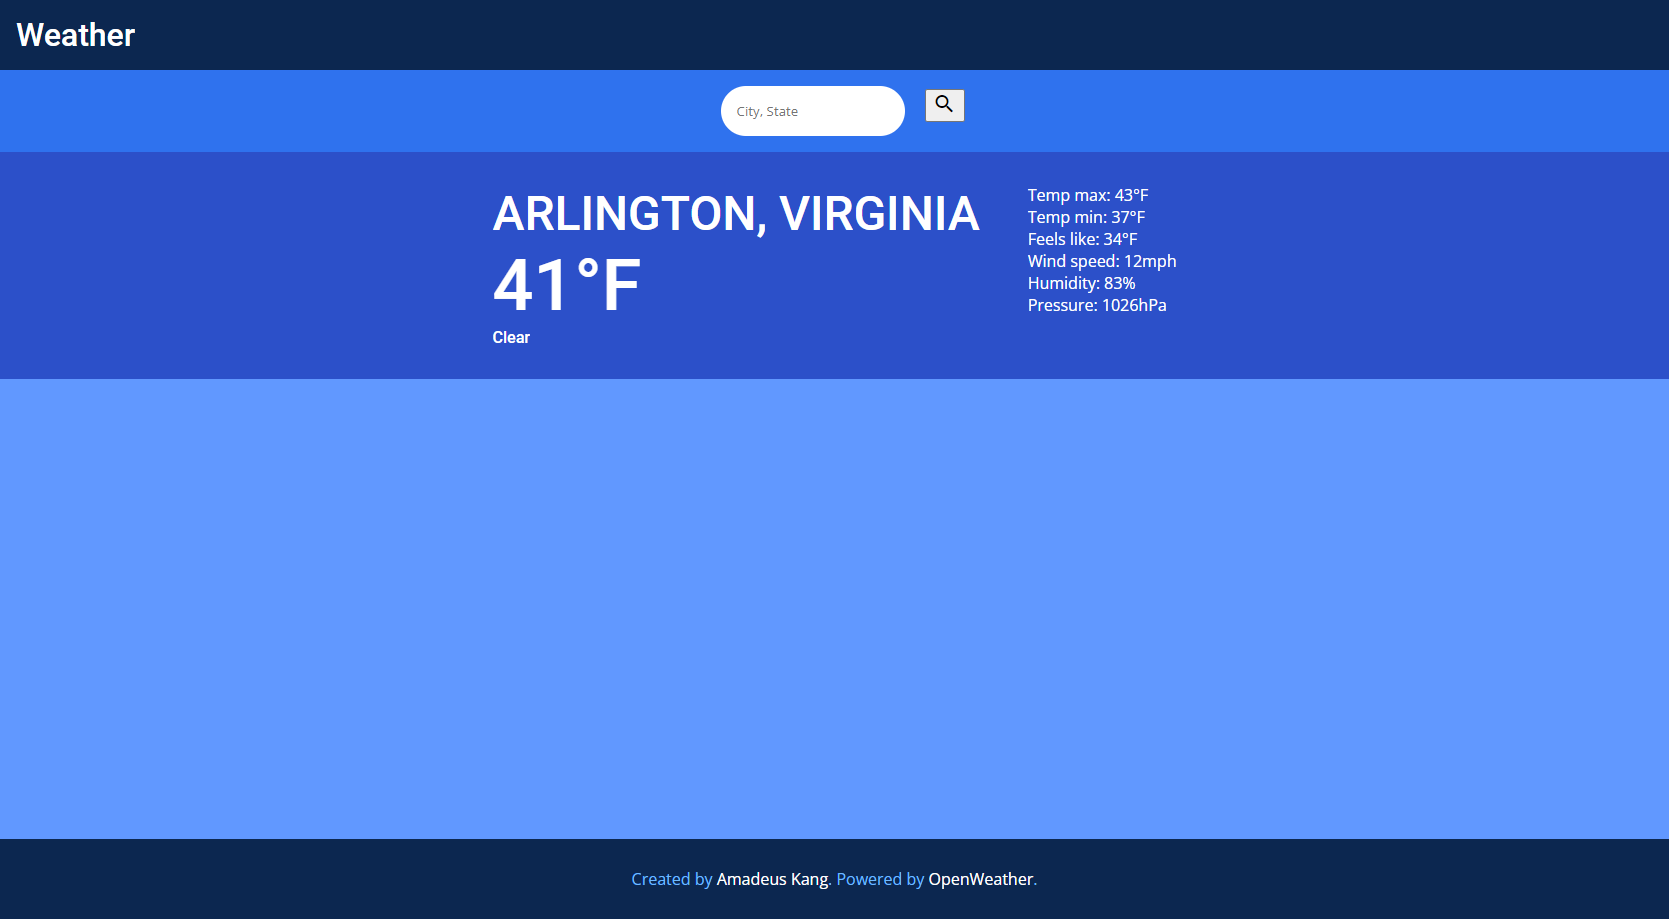 Weather
City, State
ARLINGTON, VIRGINIA
41°F
Clear
Temp max: 43°F
Temp min: 37°F
Feels like: 34°F
Wind speed: 12mph
Humidity: 83%
Pressure: 1026hPa
Created by Amadeus Kang. Powered by OpenWeather.